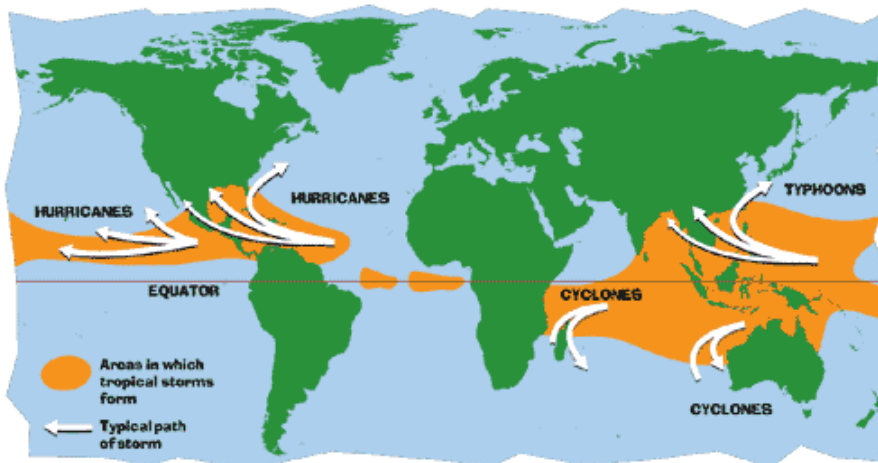 HURRICANES
HURRICANES
TYPHOONS
EQUATOR
CYCLONES
Areas in which
tropical storms
form
Typical path
of storm
CYCLONES